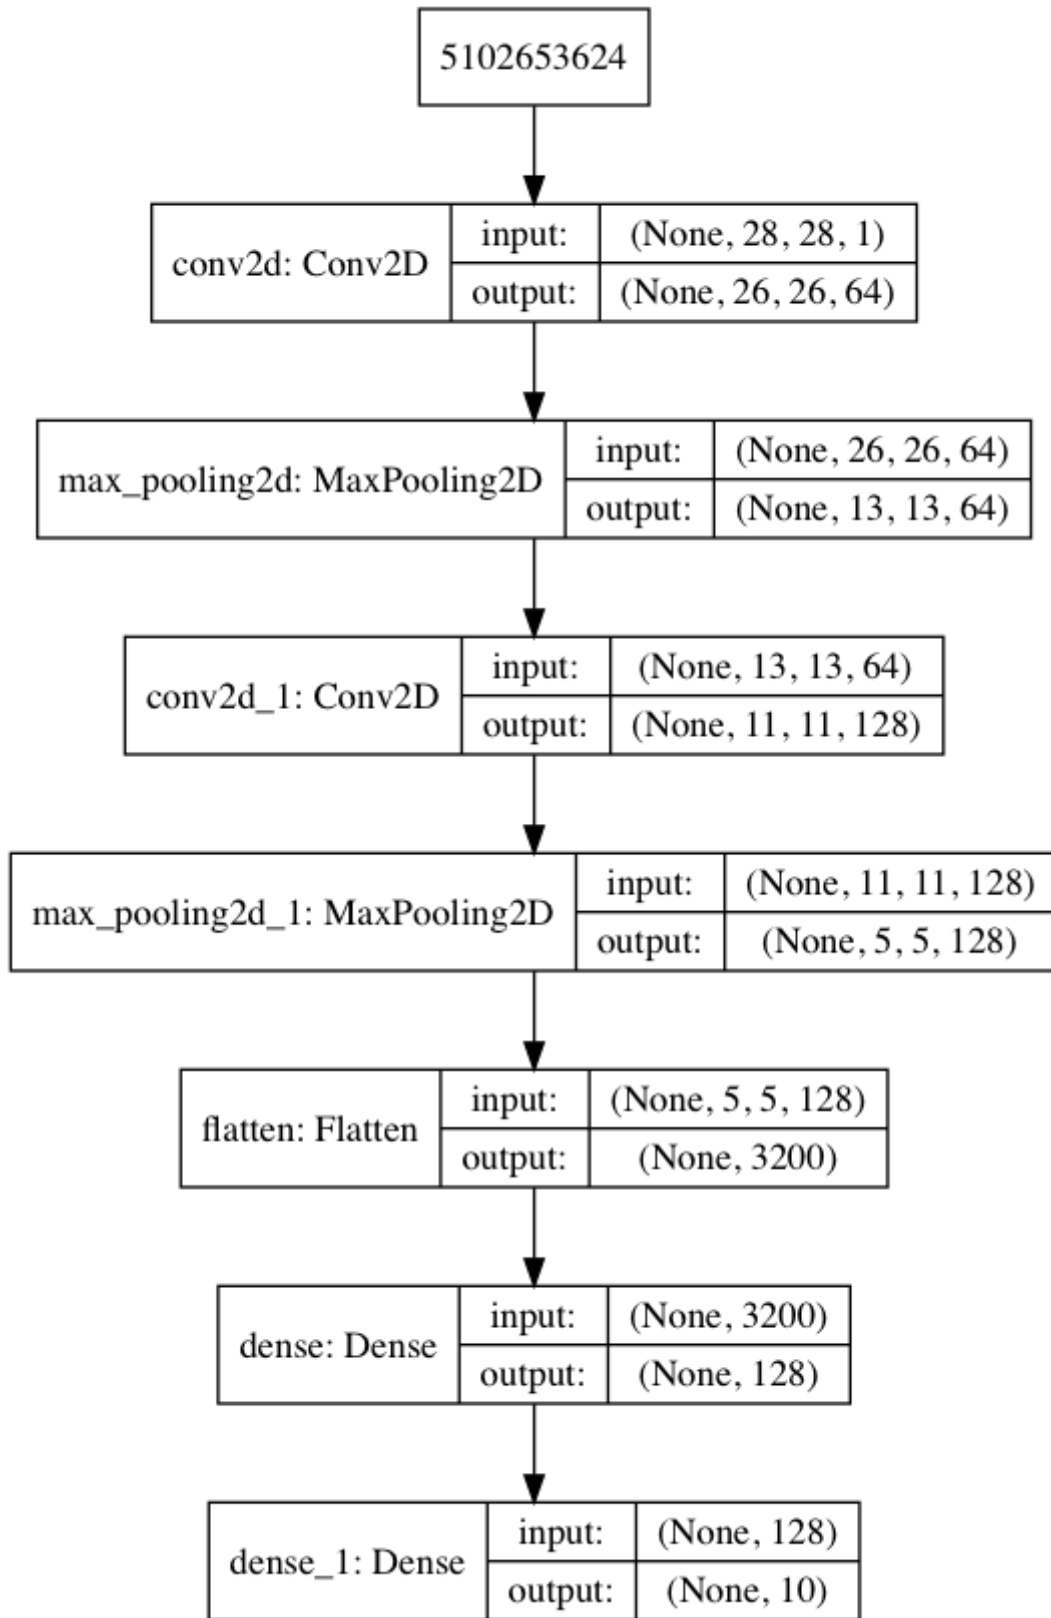 5102653624
conv2d: Conv2D
input: (None, 28, 28, 1)
output: (None, 26, 26, 64)
max_pooling2d: MaxPooling2D
input: (None, 26, 26, 64)
output: (None, 13, 13, 64)
conv2d_1: Conv2D
input: (None, 13, 13, 64)
output: (None, 11, 11, 128)
max_pooling2d_1: MaxPooling2D
input: (None, 11, 11, 128)
output: (None, 5, 5, 128)
flatten: Flatten
input: (None, 5, 5, 128)
output: (None, 3200)
dense: Dense
input: (None, 3200)
output: (None, 128)
dense_1: Dense
input: (None, 128)
output: (None, 10)